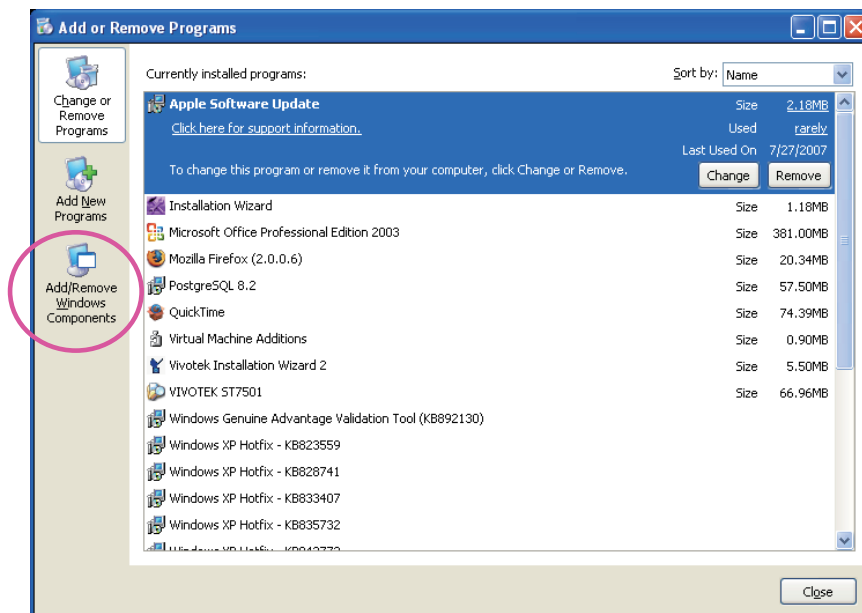 Add or Remove Programs
Change or
Remove
Programs
Add New
Programs
Add/Remove
Windows
Components
Currently installed programs:
Sort by: Name
Apple Software Update Size 2.18MB
Click here for support information. Used rarely
Last Used On 7/27/2007
To change this program or remove it from your computer, click Change or Remove. Change Remove
Installation Wizard Size 1.18MB
Microsoft Office Professional Edition 2003 Size 381.00MB
Mozilla Firefox (2.0.0.6) Size 20.34MB
PostgreSQL 8.2 Size 57.50MB
QuickTime Size 74.39MB
Virtual Machine Additions Size 0.90MB
Vivotek Installation Wizard 2 Size 5.50MB
VIVOTEK ST7501 Size 66.96MB
Windows Genuine Advantage Validation Tool (KB892130)
Windows XP Hotfix - KB823559
Windows XP Hotfix - KB828741
Windows XP Hotfix - KB833407
Windows XP Hotfix - KB835732
Windows XP Hotfix -
Close